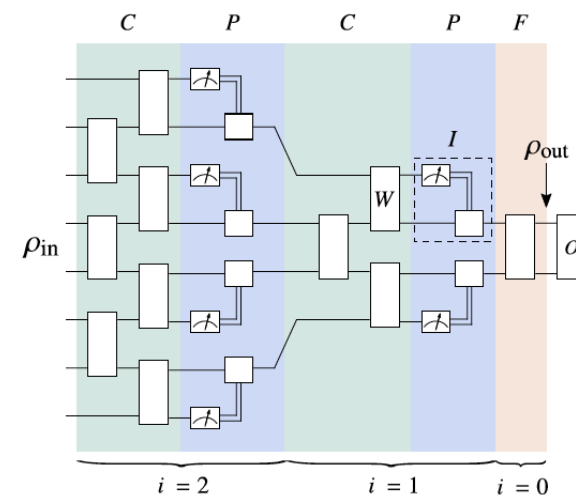 C P C P F
I
ρout
W
ρin
O
i = 2 i = 1 i = 0